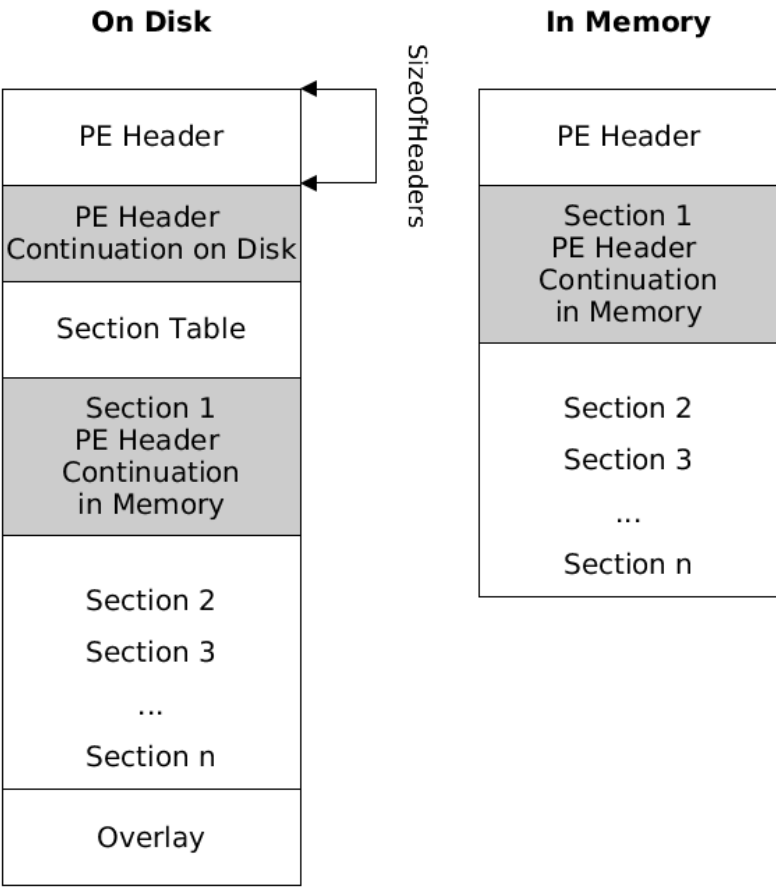 On Disk
PE Header
PE Header
Continuation on Disk
Section Table
Section 1
PE Header
Continuation
in Memory
Section 2
Section 3
...
Section n
Overlay
SizeOfHeaders
In Memory
PE Header
Section 1
PE Header
Continuation
in Memory
Section 2
Section 3
...
Section n